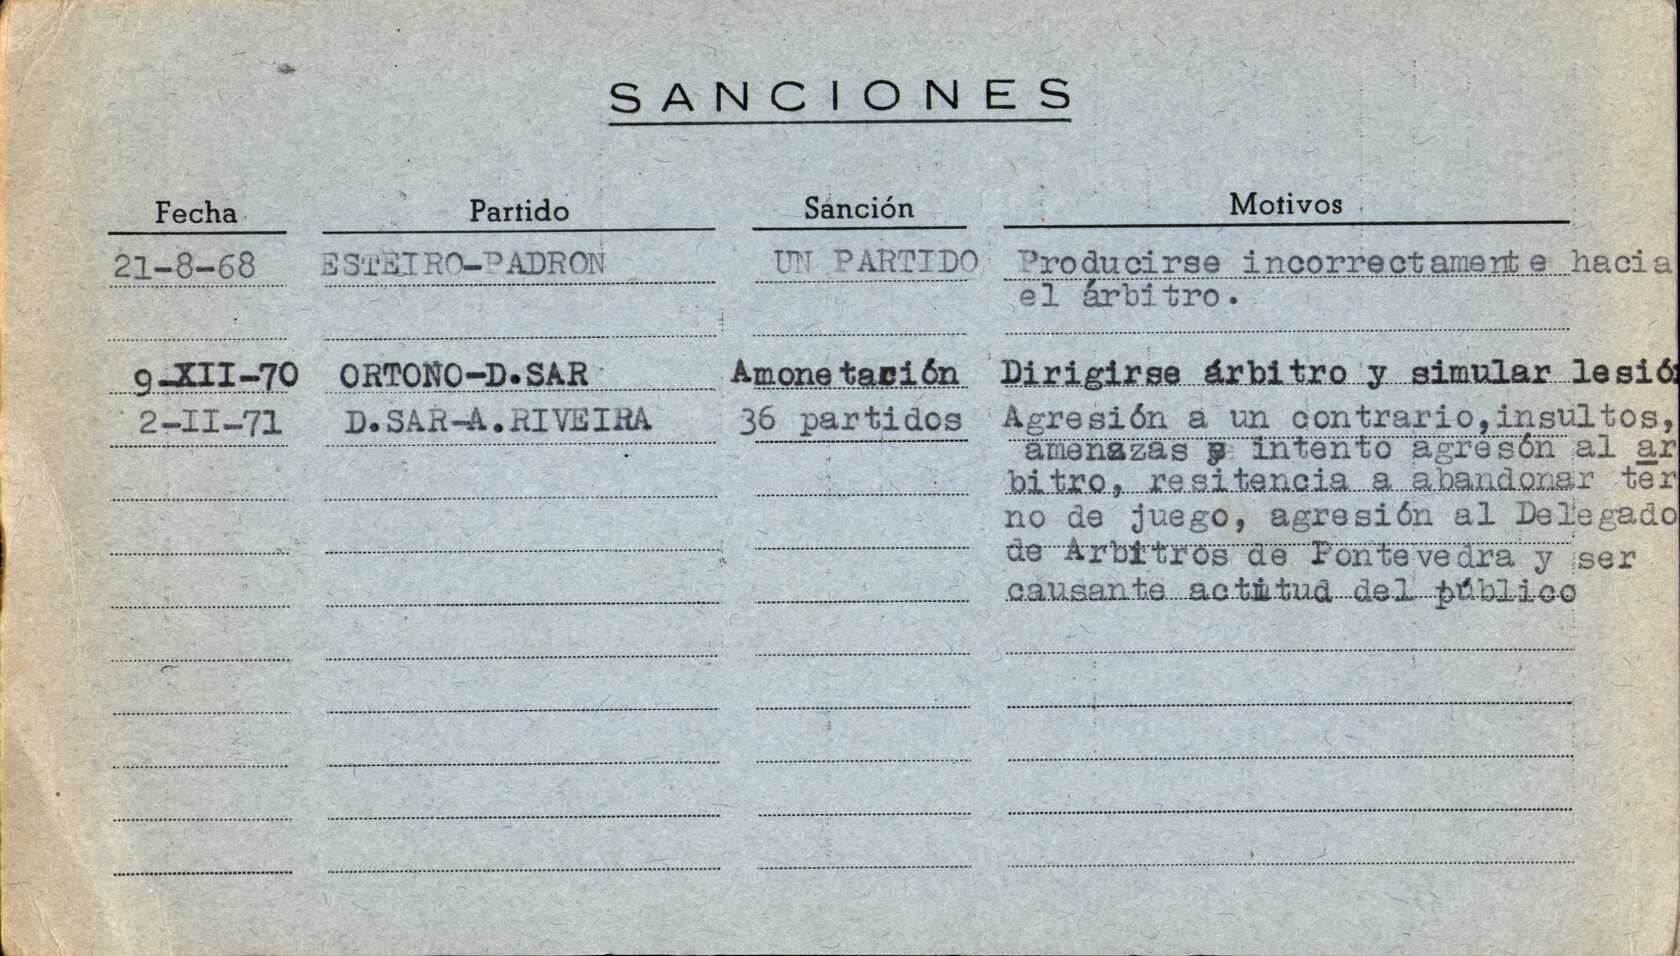 SANCIONES
Fecha Partido Sanción Motivos
21-8-68 ESTEIRO-PADRON UN PARTIDO Producirse incorrectamente hacia
el árbitro.
9-XII-70 ORTOÑO-D.SAR Amonetación Dirigirse árbitro y simular lesión
2-II-71 D.SAR-A.RIVEIRA 36 partidos Agresión a un contrario,insultos,
amenazas y intento agresón al ar
bitro, resitencia a abandonar ter
no de juego, agresión al Delegado
de Arbitros de Pontevedra y ser
causante actitud del público